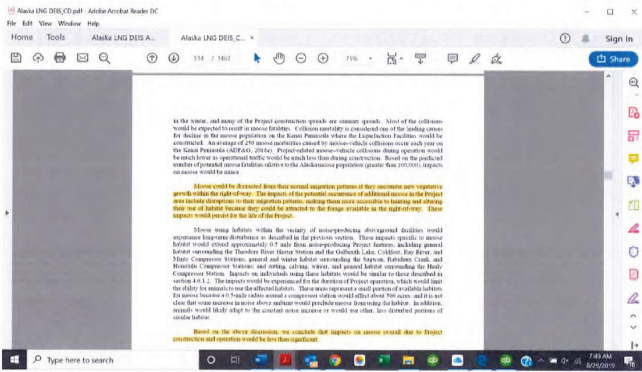 Alaska LNG DEIS_CD.pdf - Adobe Acrobat Reader DC
File Edit View Window Help
Home Tools Alaska LNG DEIS A... Alaska LNG DEIS_C... × Sign In
514 / 1462 75% Share
in the winter, and many of the Project construction spreads are summer spreads. Most of the collisions
would be expected to result in moose fatalities. Collision mortality is considered one of the leading causes
for decline in the moose population on the Kenai Peninsula where the Liquefaction Facilities would be
constructed. An average of 250 moose mortalities caused by moose-vehicle collisions occur each year on
the Kenai Peninsula (ADF&G, ). Project-related moose-vehicle collisions during operation would
be much lower as operational traffic would be much less than during construction. Based on the predicted
number of potential moose fatalities relative to the Alaska moose population (greater than 200,000), impacts
on moose would be minor.
Moose could be distracted from their normal migration patterns if they encounter new vegetative
growth within the right-of-way. The impacts of the potential occurrence of additional moose in the Project
area include disruptions to their migration patterns, making them more accessible to hunting and altering
their use of habitat because they could be attracted to the forage available in the right-of-way. These
impacts would persist for the life of the Project.
Moose using habitats within the vicinity of noise-producing aboveground facilities would
experience long-term disturbance as described in the previous section. These impacts specific to moose
habitat would extend approximately 0.5 mile from noise-producing Project features, including general
habitat surrounding the Theodore River Heater Station and the Galbraith Lake, Coldfoot, Ray River, and
Minto Compressor Stations; general and winter habitat surrounding the Sagwon, Rabideux Creek, and
Honolulu Compressor Stations; and rutting, calving, winter, and general habitat surrounding the Healy
Compressor Station. Impacts on individuals using these habitats would be similar to those described in
section 4.6.1.2. The impacts would be experienced for the duration of Project operation, which would limit
the ability for animals to use the affected habitats. These areas represent a small portion of available habitats
for moose because a 0.5-mile radius around a compressor station would affect about 500 acres, and it is not
clear that some increase in noise above ambient would preclude moose from using the habitat. In addition,
animals would likely adapt to the constant noise increase or would use other, less disturbed portions of
similar habitat.
Based on the above discussion, we conclude that impacts on moose overall due to Project
construction and operation would be less than significant.
Type here to search
7:49 AM
8/29/2019